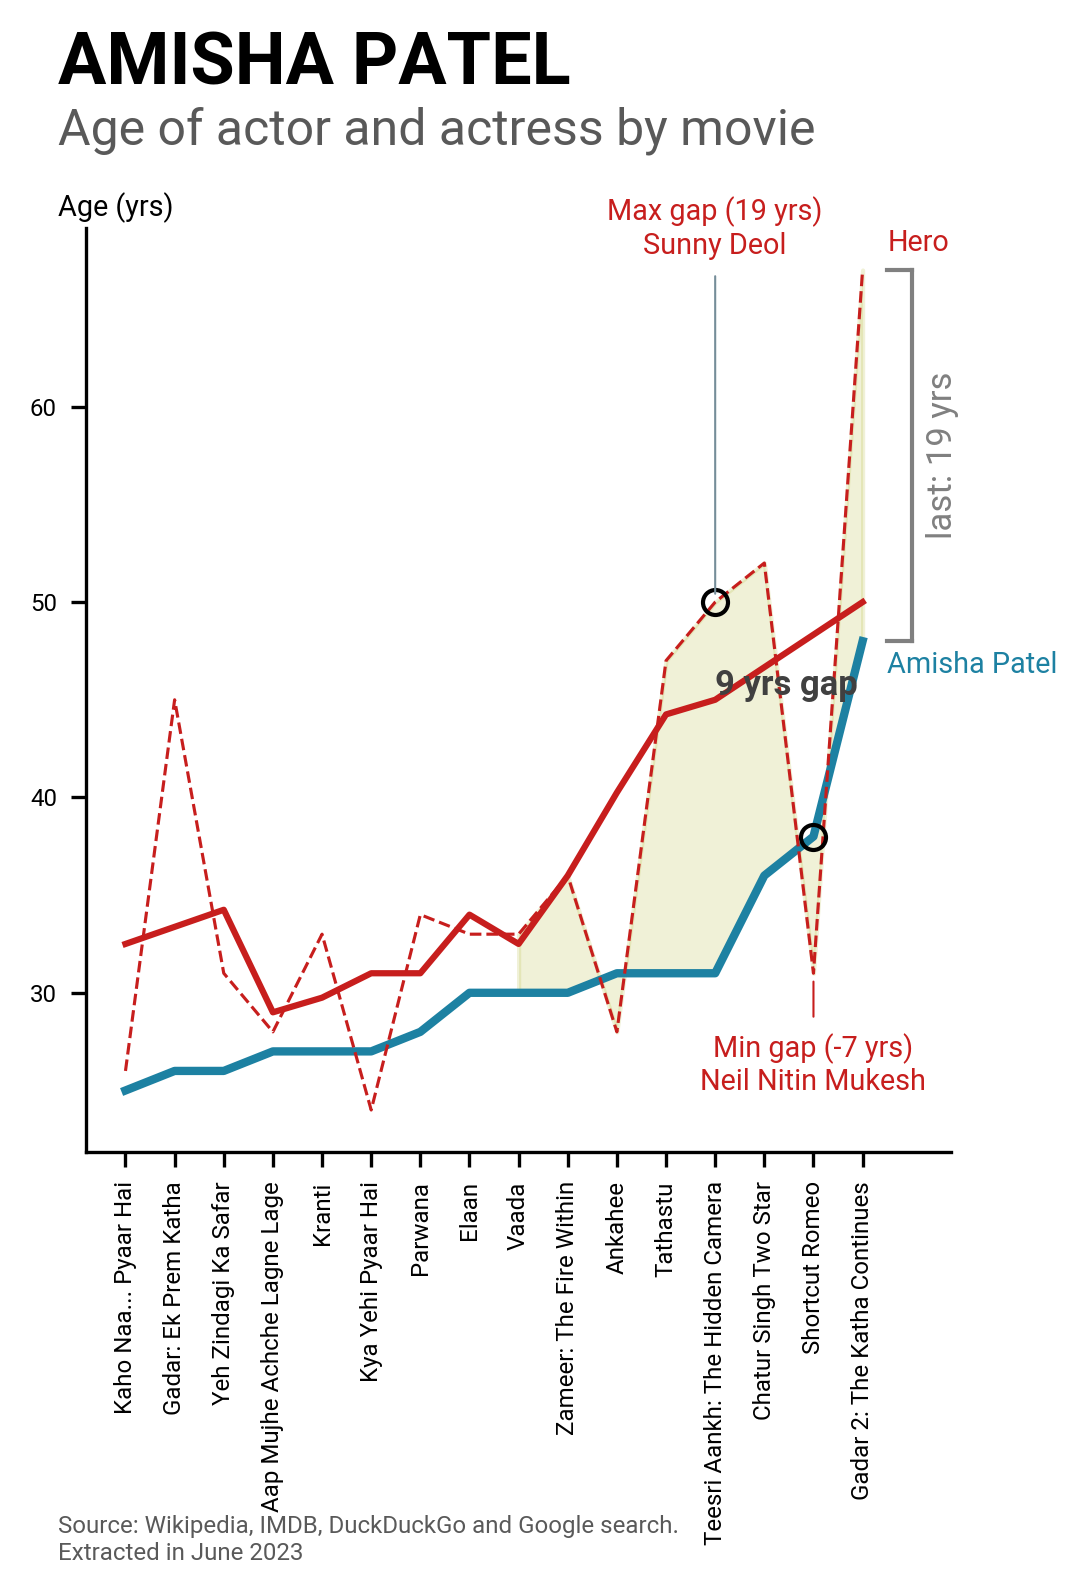 AMISHA PATEL
Age of actor and actress by movie
Age (yrs)
Max gap (19 yrs)
Sunny Deol
Hero
last: 19 yrs
60
50
40
30
9 yrs gap
Amisha Patel
Min gap (-7 yrs)
Neil Nitin Mukesh
Kaho Naa... Pyaar Hai
Gadar: Ek Prem Katha
Yeh Zindagi Ka Safar
Aap Mujhe Achche Lagne Lage
Kranti
Kya Yehi Pyaar Hai
Parwana
Elaan
Vaada
Zameer: The Fire Within
Ankahee
Tathastu
Teesri Aankh: The Hidden Camera
Chatur Singh Two Star
Shortcut Romeo
Gadar 2: The Katha Continues
Source: Wikipedia, IMDB, DuckDuckGo and Google search.
Extracted in June 2023